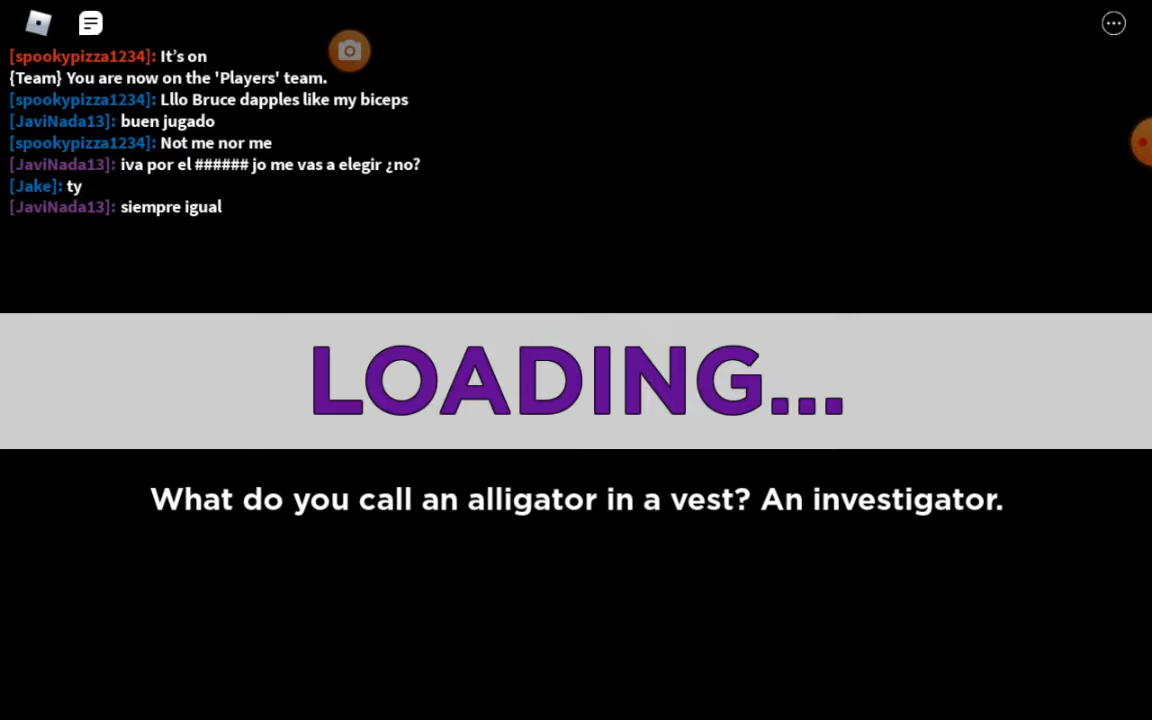 [spookypizza1234]: It’s on
{Team} You are now on the 'Players' team.
[spookypizza1234]: Lllo Bruce dapples like my biceps
[JaviNada13]: buen jugado
[spookypizza1234]: Not me nor me
[JaviNada13]: iva por el ###### jo me vas a elegir ¿no?
[Jake]: ty
[JaviNada13]: siempre igual
LOADING...
What do you call an alligator in a vest? An investigator.